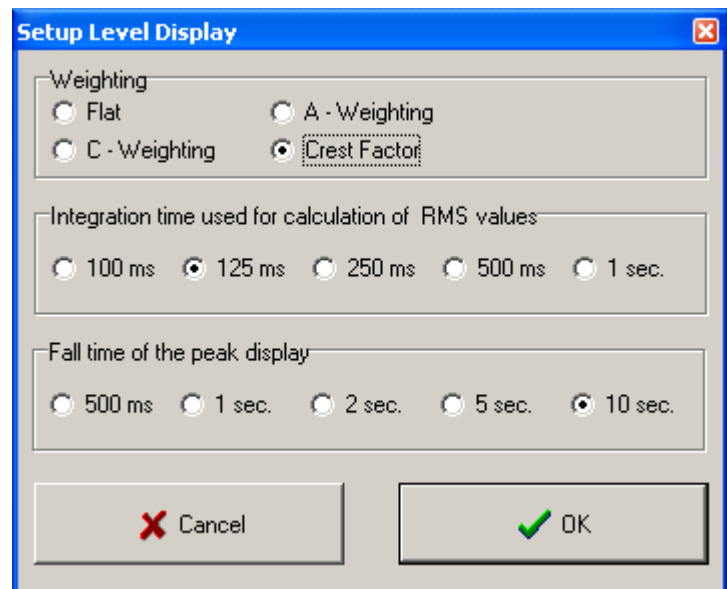 Setup Level Display
Weighting
Flat
A - Weighting
C - Weighting
Crest Factor
Integration time used for calculation of RMS values
100 ms
125 ms
250 ms
500 ms
1 sec.
Fall time of the peak display
500 ms
1 sec.
2 sec.
5 sec.
10 sec.
Cancel
OK